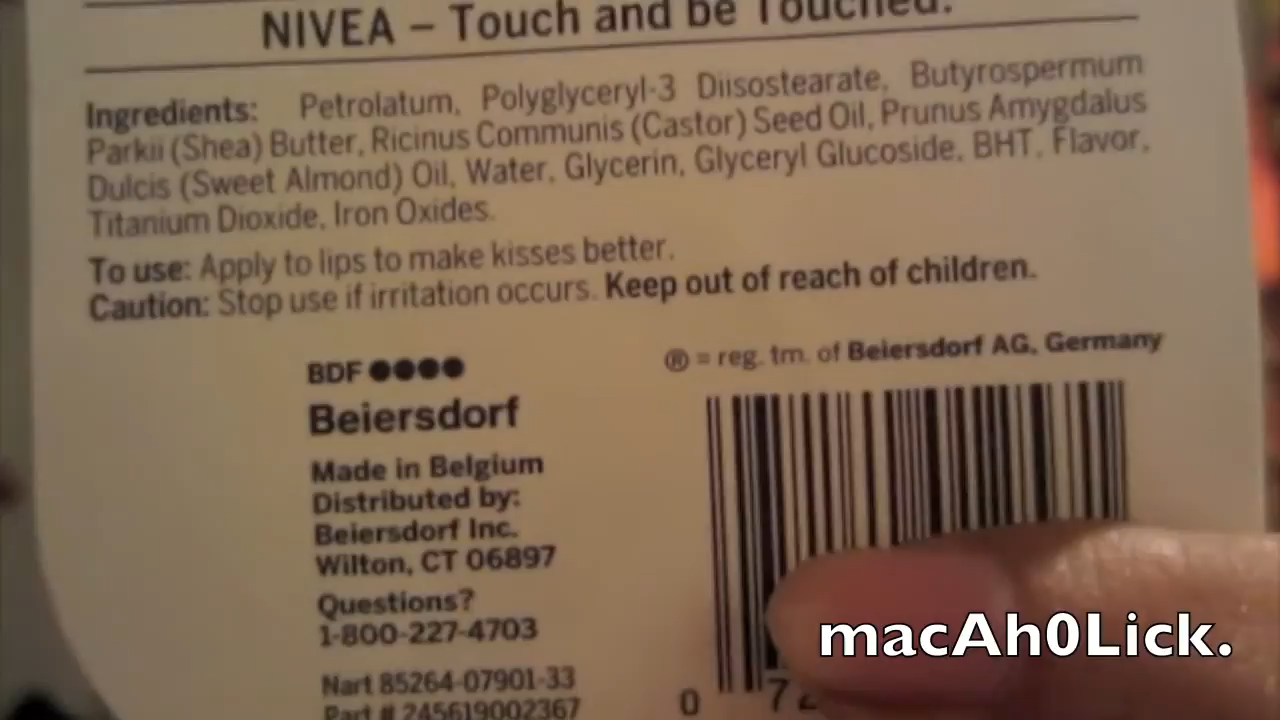 NIVEA – Touch and be Touched.
Ingredients: Petrolatum, Polyglyceryl-3 Diisostearate, Butyrospermum
Parkii (Shea) Butter, Ricinus Communis (Castor) Seed Oil, Prunus Amygdalus
Dulcis (Sweet Almond) Oil, Water, Glycerin, Glyceryl Glucoside, BHT, Flavor,
Titanium Dioxide, Iron Oxides.
To use: Apply to lips to make kisses better.
Caution: Stop use if irritation occurs. Keep out of reach of children.
® = reg. tm. of Beiersdorf AG, Germany
BDF ●●●●
Beiersdorf
Made in Belgium
Distributed by:
Beiersdorf Inc.
Wilton, CT 06897
Questions?
1-800-227-4703
Nart 85264-07901-33
Part # 245619002367
0 72
macAh0Lick.